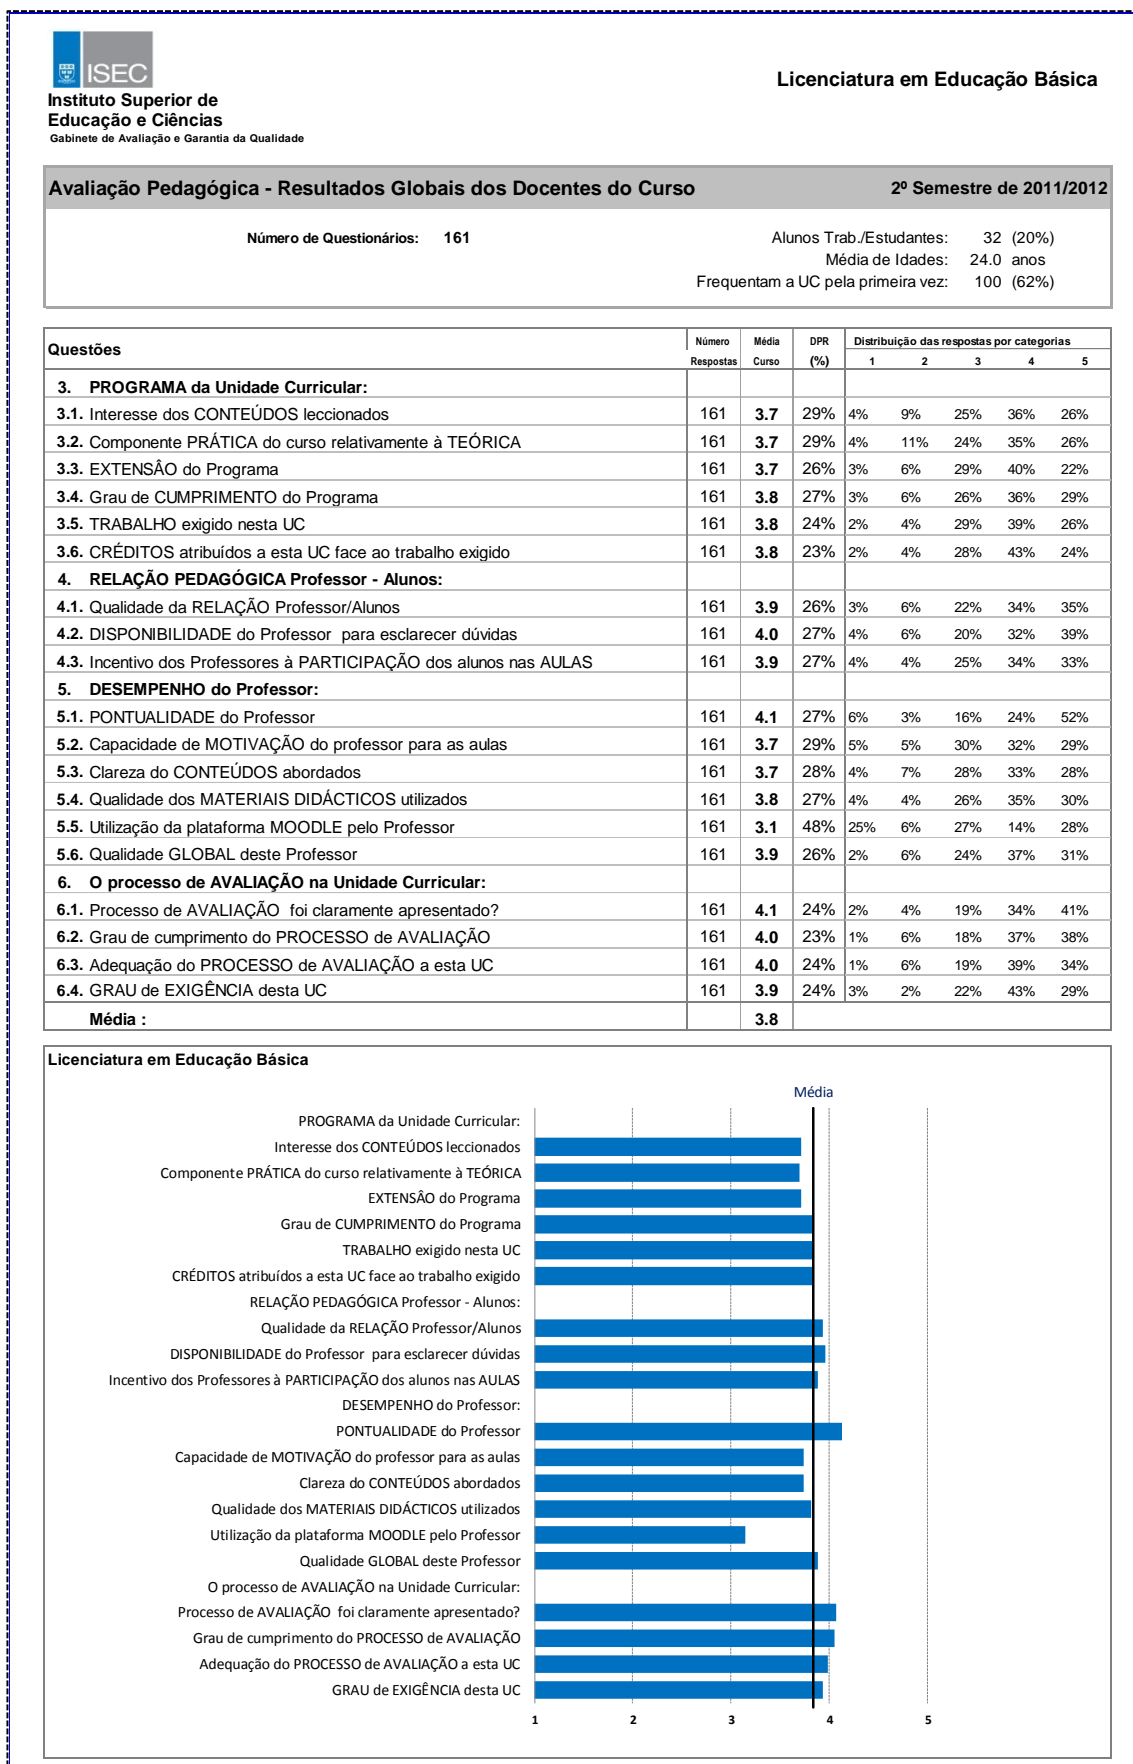 ISEC
Licenciatura em Educação Básica
Instituto Superior de
Educação e Ciências
Gabinete de Avaliação e Garantia da Qualidade
Avaliação Pedagógica - Resultados Globais dos Docentes do Curso 2º Semestre de 2011/2012
Número de Questionários: 161 Alunos Trab./Estudantes: 32 (20%)
Média de Idades: 24.0 anos
Frequentam a UC pela primeira vez: 100 (62%)
Questões Número Respostas Média Curso DPR (%) Distribuição das respostas por categorias
1 2 3 4 5
3. PROGRAMA da Unidade Curricular:
3.1. Interesse dos CONTEÚDOS leccionados 161 3.7 29% 4% 9% 25% 36% 26%
3.2. Componente PRÁTICA do curso relativamente à TEÓRICA 161 3.7 29% 4% 11% 24% 35% 26%
3.3. EXTENSÂO do Programa 161 3.7 26% 3% 6% 29% 40% 22%
3.4. Grau de CUMPRIMENTO do Programa 161 3.8 27% 3% 6% 26% 36% 29%
3.5. TRABALHO exigido nesta UC 161 3.8 24% 2% 4% 29% 39% 26%
3.6. CRÉDITOS atribuídos a esta UC face ao trabalho exigido 161 3.8 23% 2% 4% 28% 43% 24%
4. RELAÇÃO PEDAGÓGICA Professor - Alunos:
4.1. Qualidade da RELAÇÃO Professor/Alunos 161 3.9 26% 3% 6% 22% 34% 35%
4.2. DISPONIBILIDADE do Professor para esclarecer dúvidas 161 4.0 27% 4% 6% 20% 32% 39%
4.3. Incentivo dos Professores à PARTICIPAÇÃO dos alunos nas AULAS 161 3.9 27% 4% 4% 25% 34% 33%
5. DESEMPENHO do Professor:
5.1. PONTUALIDADE do Professor 161 4.1 27% 6% 3% 16% 24% 52%
5.2. Capacidade de MOTIVAÇÃO do professor para as aulas 161 3.7 29% 5% 5% 30% 32% 29%
5.3. Clareza do CONTEÚDOS abordados 161 3.7 28% 4% 7% 28% 33% 28%
5.4. Qualidade dos MATERIAIS DIDÁCTICOS utilizados 161 3.8 27% 4% 4% 26% 35% 30%
5.5. Utilização da plataforma MOODLE pelo Professor 161 3.1 48% 25% 6% 27% 14% 28%
5.6. Qualidade GLOBAL deste Professor 161 3.9 26% 2% 6% 24% 37% 31%
6. O processo de AVALIAÇÃO na Unidade Curricular:
6.1. Processo de AVALIAÇÃO foi claramente apresentado? 161 4.1 24% 2% 4% 19% 34% 41%
6.2. Grau de cumprimento do PROCESSO de AVALIAÇÃO 161 4.0 23% 1% 6% 18% 37% 38%
6.3. Adequação do PROCESSO de AVALIAÇÃO a esta UC 161 4.0 24% 1% 6% 19% 39% 34%
6.4. GRAU de EXIGÊNCIA desta UC 161 3.9 24% 3% 2% 22% 43% 29%
Média : 3.8
Licenciatura em Educação Básica
Média
PROGRAMA da Unidade Curricular:
Interesse dos CONTEÚDOS leccionados
Componente PRÁTICA do curso relativamente à TEÓRICA
EXTENSÂO do Programa
Grau de CUMPRIMENTO do Programa
TRABALHO exigido nesta UC
CRÉDITOS atribuídos a esta UC face ao trabalho exigido
RELAÇÃO PEDAGÓGICA Professor - Alunos:
Qualidade da RELAÇÃO Professor/Alunos
DISPONIBILIDADE do Professor para esclarecer dúvidas
Incentivo dos Professores à PARTICIPAÇÃO dos alunos nas AULAS
DESEMPENHO do Professor:
PONTUALIDADE do Professor
Capacidade de MOTIVAÇÃO do professor para as aulas
Clareza do CONTEÚDOS abordados
Qualidade dos MATERIAIS DIDÁCTICOS utilizados
Utilização da plataforma MOODLE pelo Professor
Qualidade GLOBAL deste Professor
O processo de AVALIAÇÃO na Unidade Curricular:
Processo de AVALIAÇÃO foi claramente apresentado?
Grau de cumprimento do PROCESSO de AVALIAÇÃO
Adequação do PROCESSO de AVALIAÇÃO a esta UC
GRAU de EXIGÊNCIA desta UC
1 2 3 4 5